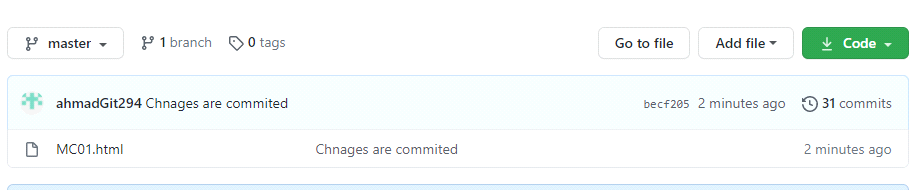 master 1 branch 0 tags Go to file Add file Code
ahmadGit294 Chnages are commited becf205 2 minutes ago 31 commits
MC01.html Chnages are commited 2 minutes ago